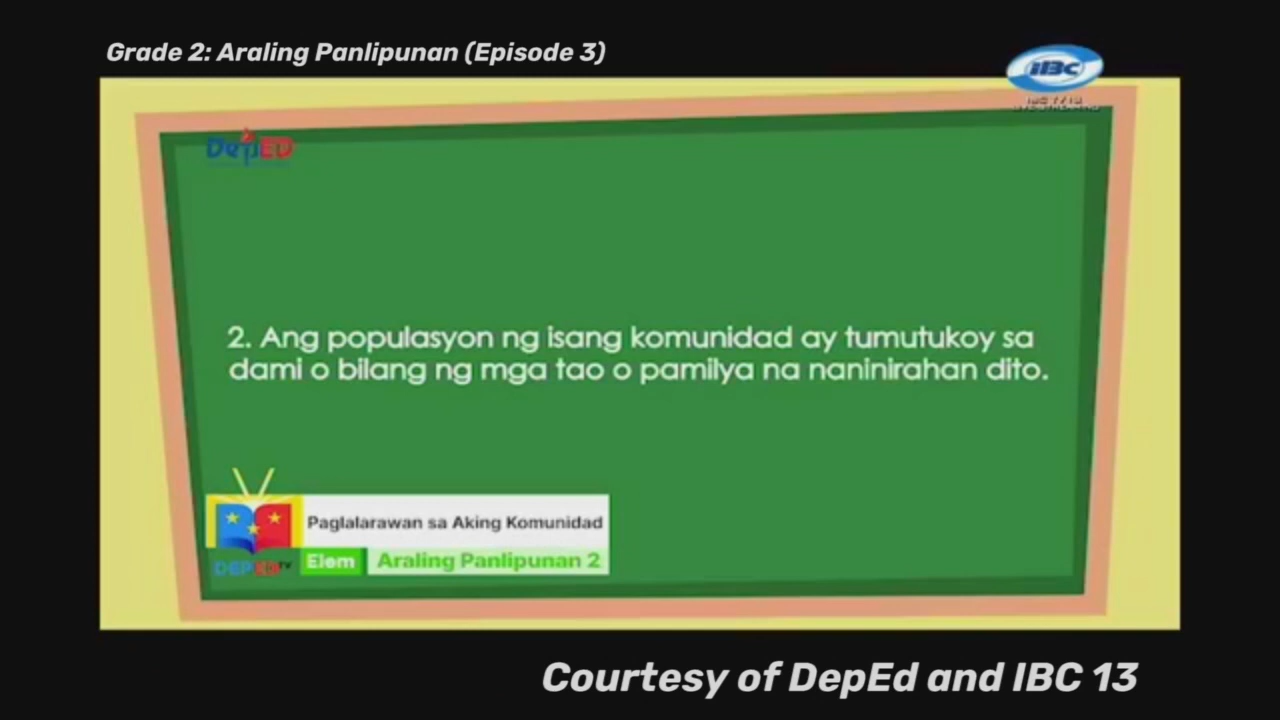 Grade 2: Araling Panlipunan (Episode 3)
iBC
DepED
2. Ang populasyon ng isang komunidad ay tumutukoy sa
dami o bilang ng mga tao o pamilya na naninirahan dito.
Paglalarawan sa Aking Komunidad
DEPED TV
Elem
Araling Panlipunan 2
Courtesy of DepEd and IBC 13